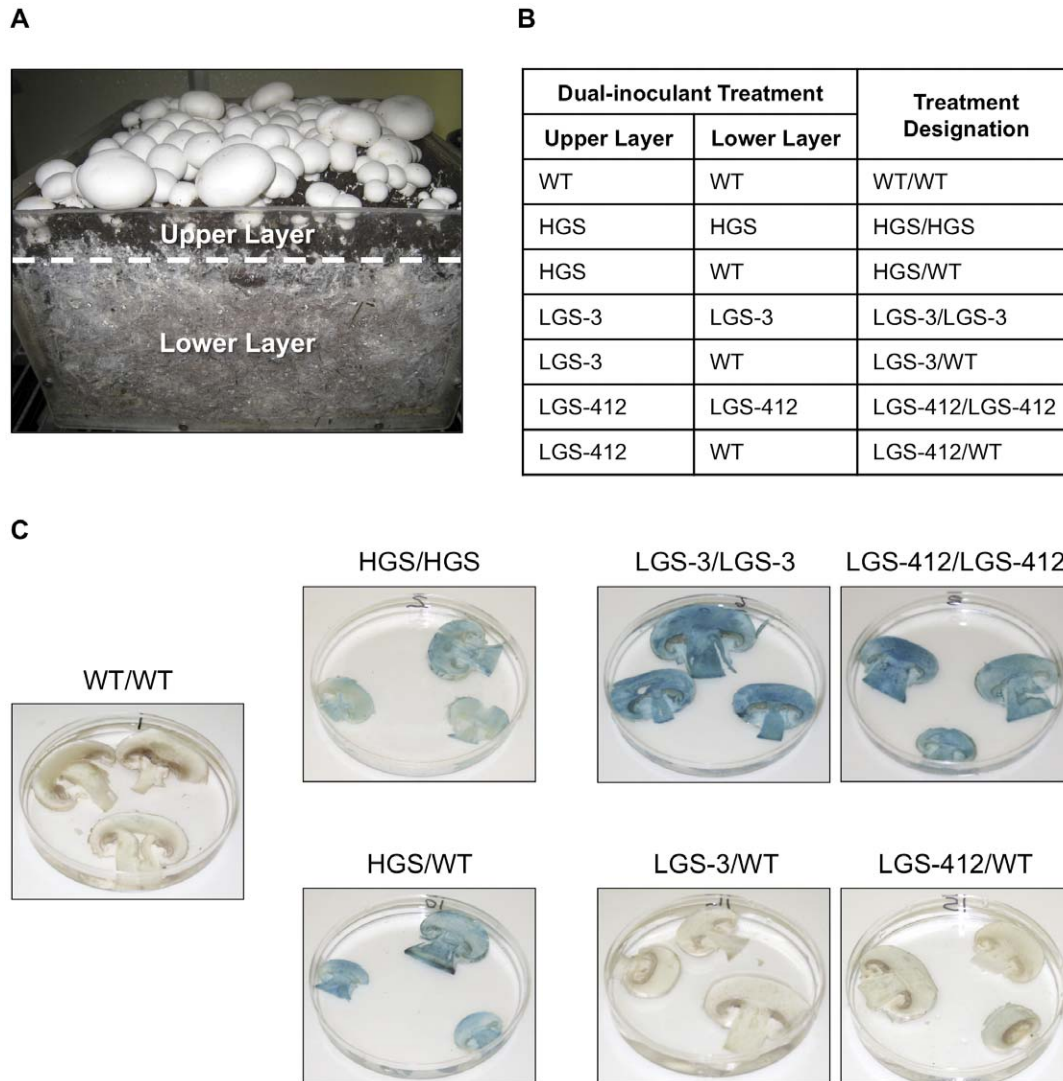 A
Upper Layer
Lower Layer
B
Dual-inoculant Treatment
Treatment
Designation
Upper Layer Lower Layer
WT WT WT/WT
HGS HGS HGS/HGS
HGS WT HGS/WT
LGS-3 LGS-3 LGS-3/LGS-3
LGS-3 WT LGS-3/WT
LGS-412 LGS-412 LGS-412/LGS-412
LGS-412 WT LGS-412/WT
C
WT/WT
HGS/HGS
LGS-3/LGS-3
LGS-412/LGS-412
HGS/WT
LGS-3/WT
LGS-412/WT